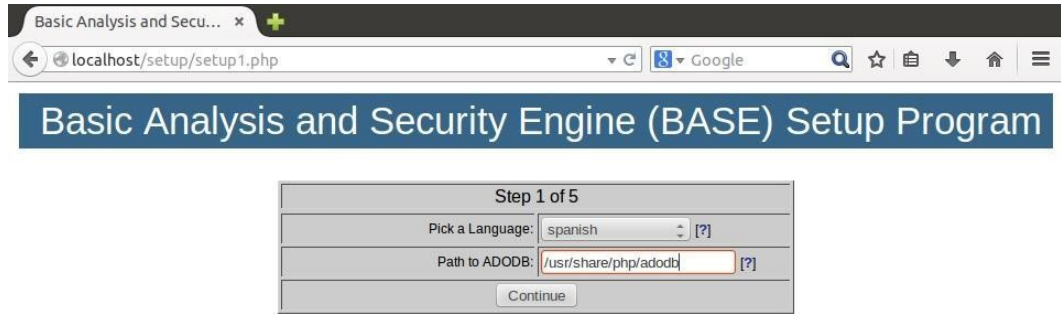 Basic Analysis and Secu... ×
localhost/setup/setup1.php
Google
Basic Analysis and Security Engine (BASE) Setup Program
Step 1 of 5
Pick a Language: spanish [?]
Path to ADODB: /usr/share/php/adodb [?]
Continue